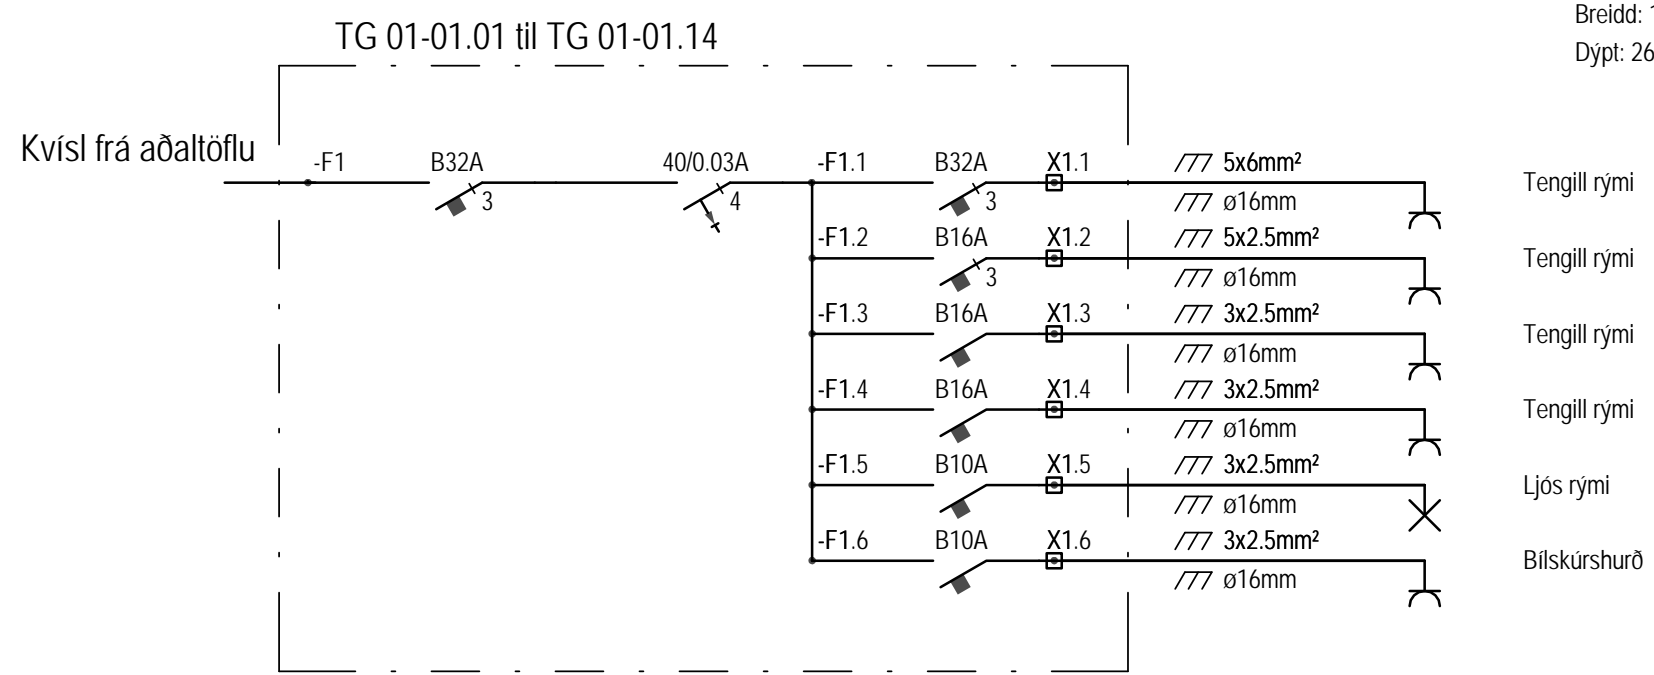 Breidd: 1
Dýpt: 26
TG 01-01.01 til TG 01-01.14
Kvísl frá aðaltöflu
-F1 B32A 3 40/0.03A 4
-F1.1 B32A 3 X1.1 5x6mm² ø16mm Tengill rými
-F1.2 B16A 3 X1.2 5x2.5mm² ø16mm Tengill rými
-F1.3 B16A X1.3 3x2.5mm² ø16mm Tengill rými
-F1.4 B16A X1.4 3x2.5mm² ø16mm Tengill rými
-F1.5 B10A X1.5 3x2.5mm² ø16mm Ljós rými
-F1.6 B10A X1.6 3x2.5mm² ø16mm Bílskúrshurð